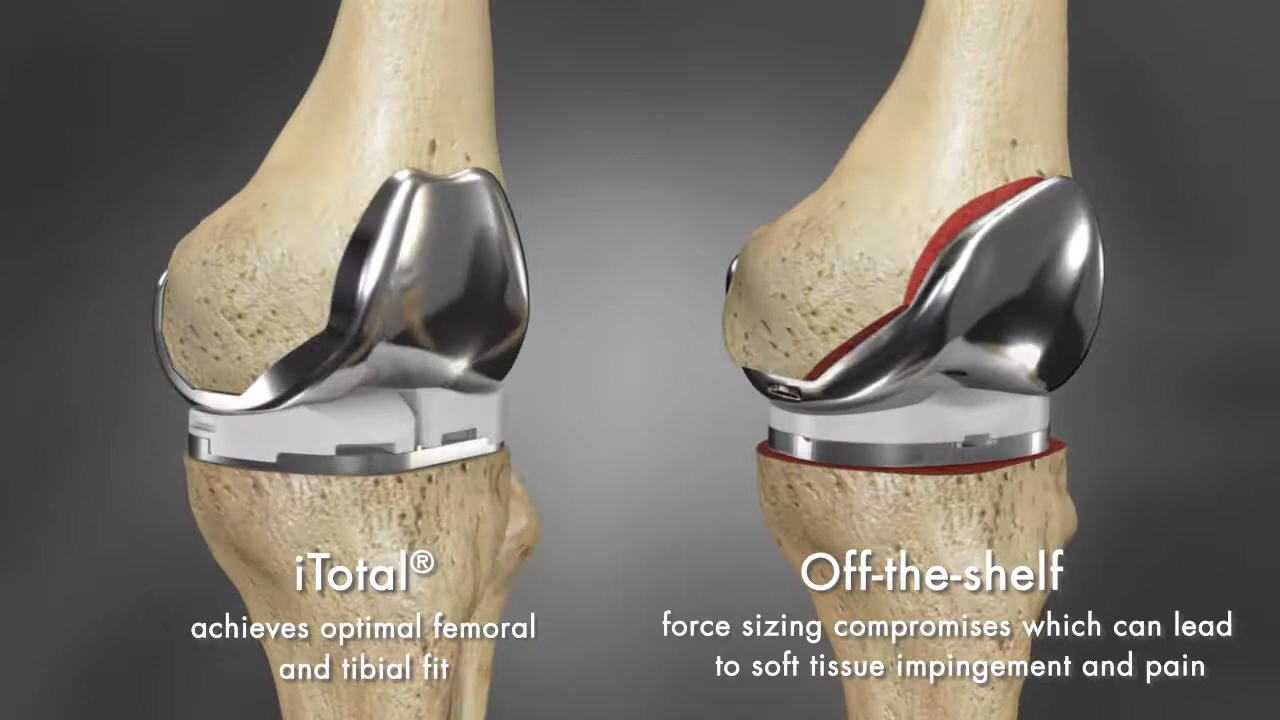 iTotal®
achieves optimal femoral
and tibial fit
Off-the-shelf
force sizing compromises which can lead
to soft tissue impingement and pain